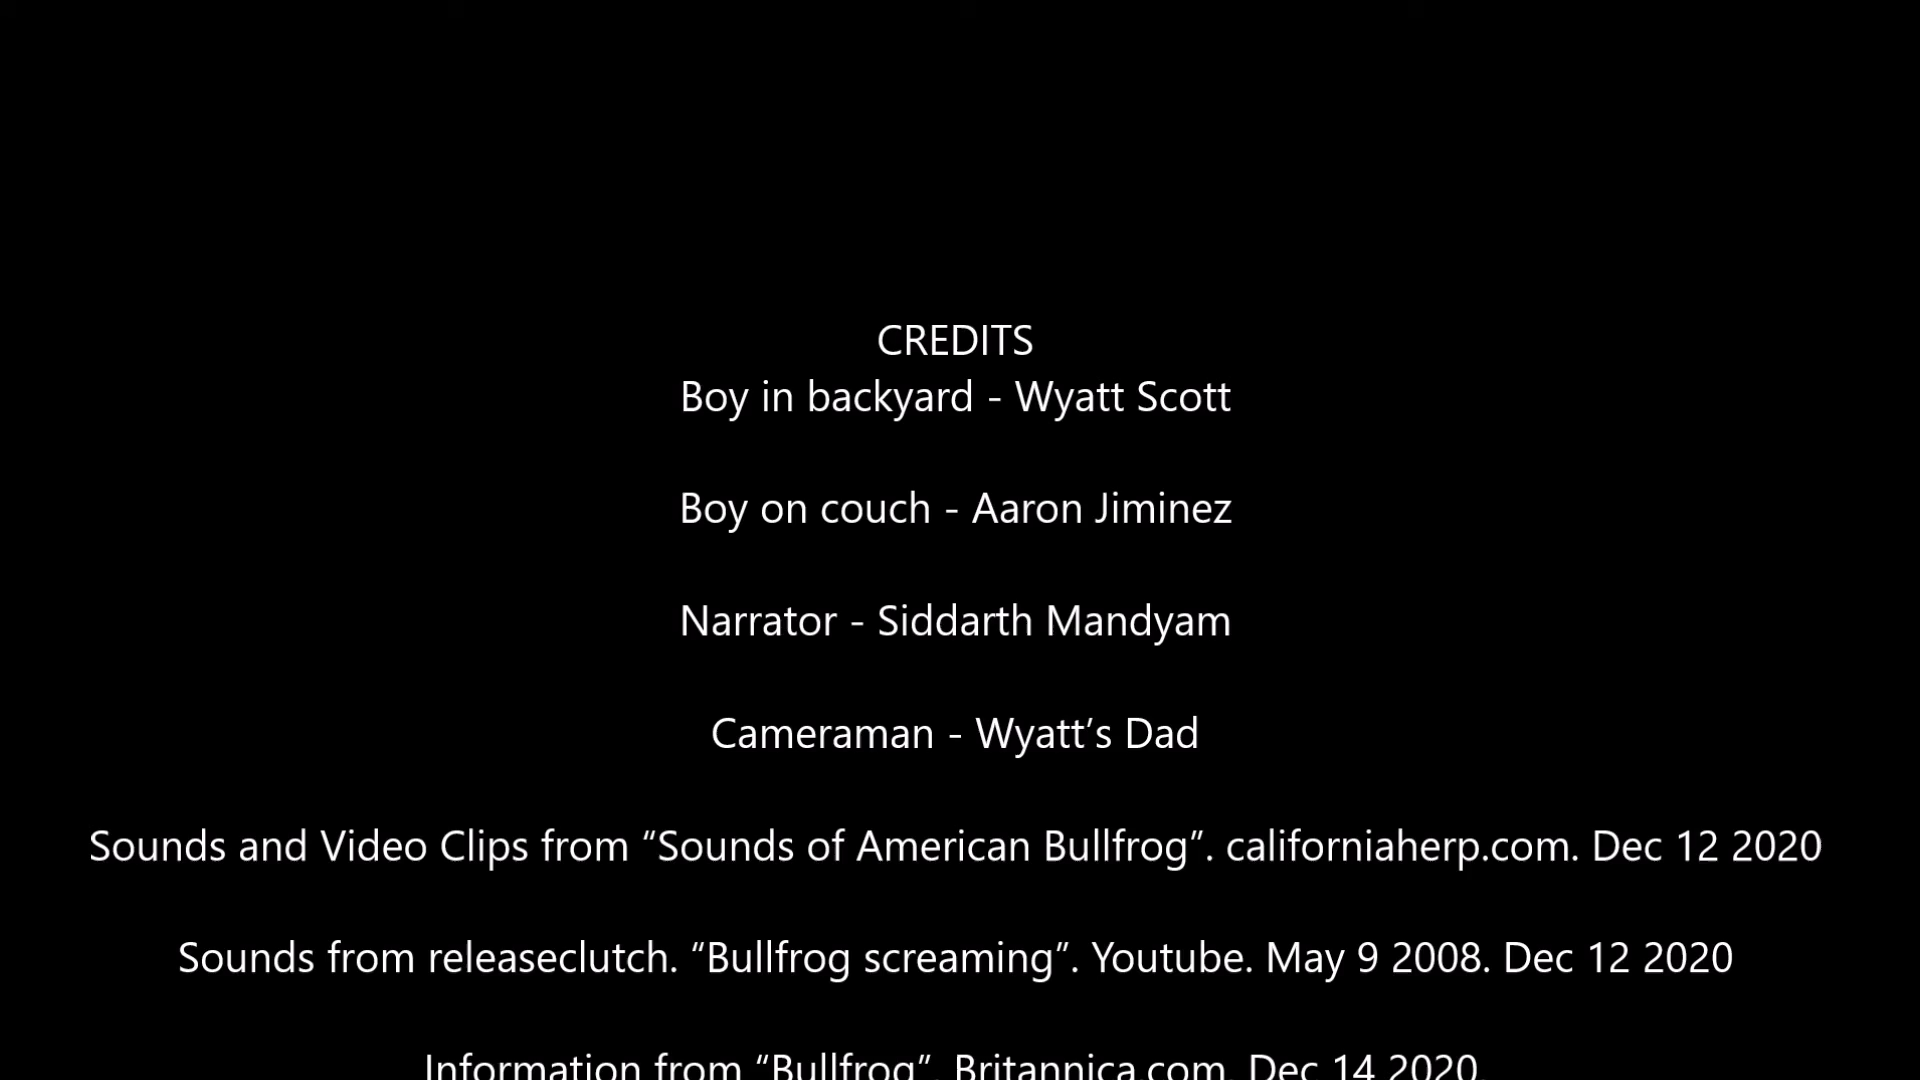 CREDITS
Boy in backyard - Wyatt Scott
Boy on couch - Aaron Jiminez
Narrator - Siddarth Mandyam
Cameraman - Wyatt’s Dad
Sounds and Video Clips from “Sounds of American Bullfrog”. californiaherp.com. Dec 12 2020
Sounds from releaseclutch. “Bullfrog screaming”. Youtube. May 9 2008. Dec 12 2020
Information from “Bullfrog”. Britannica.com. Dec 14 2020.